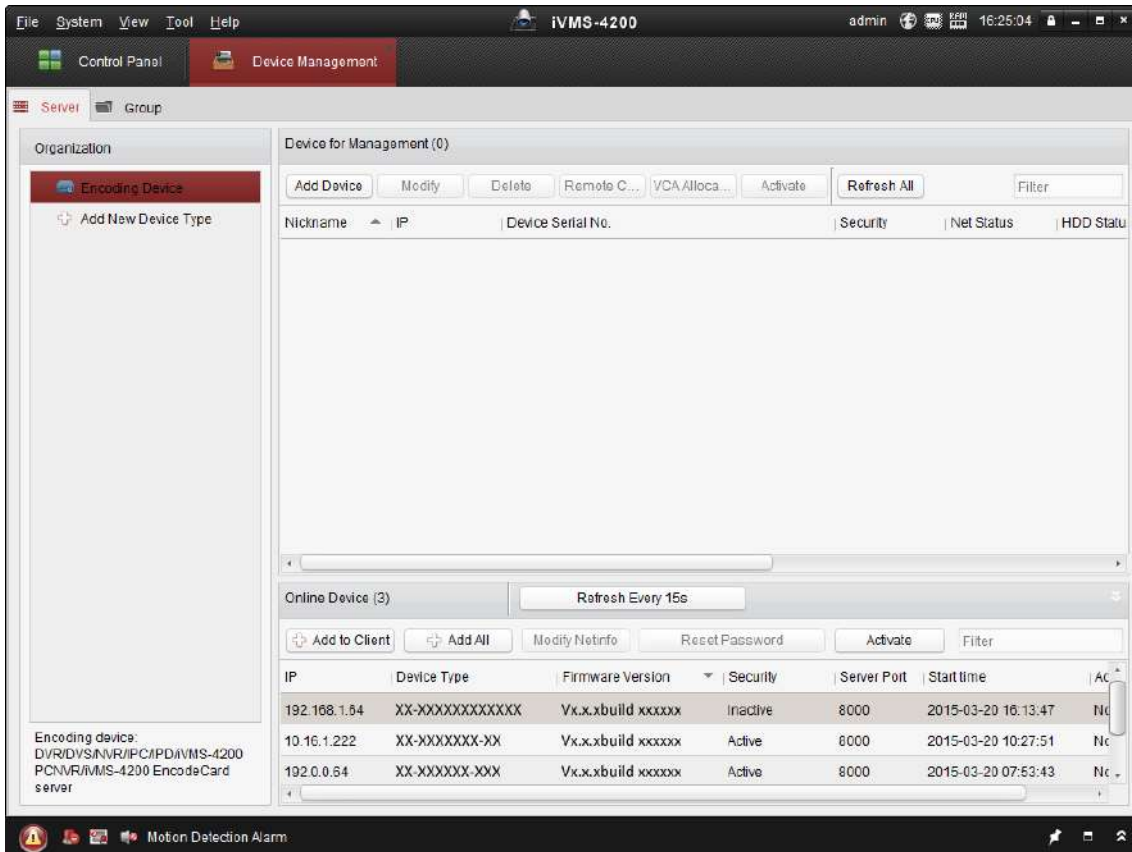 File System View Tool Help iVMS-4200 admin 16:25:04
Control Panel Device Management
Server Group
Organization
Encoding Device
Add New Device Type
Encoding device:
DVR/DVS/NVR/IPC/IPD/iVMS-4200
PCNVR/iVMS-4200 EncodeCard
server
Device for Management (0)
Add Device Modify Delete Remote C... VCA Alloca... Activate Refresh All Filter
Nickname IP Device Serial No. Security Net Status HDD Statu
Online Device (3) Refresh Every 15s
Add to Client Add All Modify Netinfo Reset Password Activate Filter
IP Device Type Firmware Version Security Server Port Start time Ad
192.168.1.64 XX-XXXXXXXXXXXX Vx.x.xbuild xxxxxx Inactive 8000 2015-03-20 16:13:47 No
10.16.1.222 XX-XXXXXXX-XX Vx.x.xbuild xxxxxx Active 8000 2015-03-20 10:27:51 No
192.0.0.64 XX-XXXXXX-XXX Vx.x.xbuild xxxxxx Active 8000 2015-03-20 07:53:43 No
Motion Detection Alarm